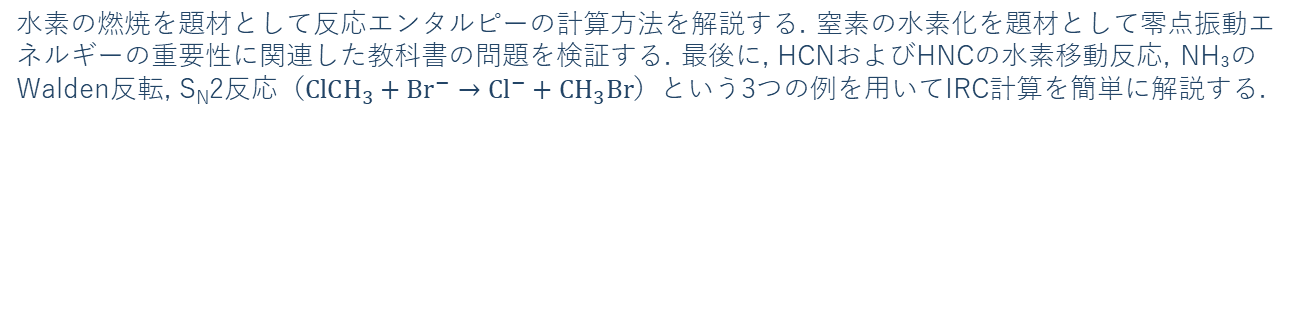 水素の燃焼を題材として反応エンタルピーの計算方法を解説する. 窒素の水素化を題材として零点振動エ
ネルギーの重要性に関連した教科書の問題を検証する. 最後に, HCNおよびHNCの水素移動反応, NH₃の
Walden反転, S_N2反応（ClCH₃ + Br⁻ → Cl⁻ + CH₃Br）という3つの例を用いてIRC計算を簡単に解説する.